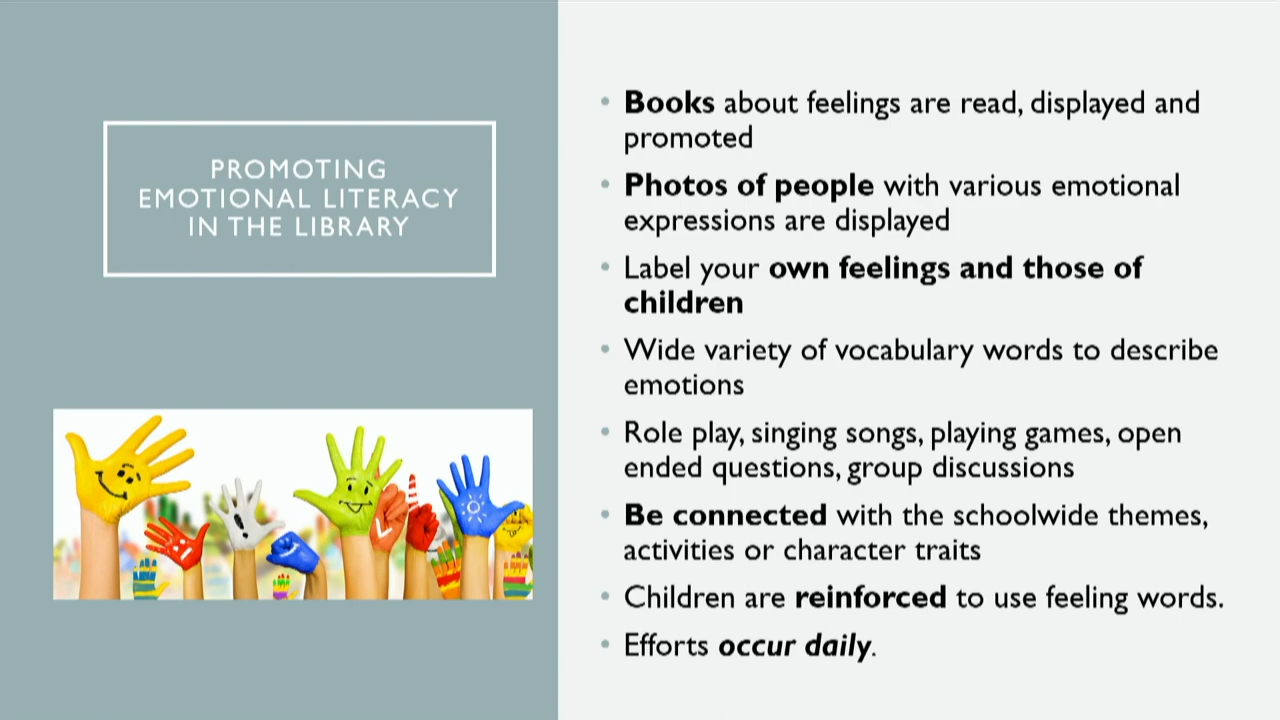 PROMOTING
EMOTIONAL LITERACY
IN THE LIBRARY
• Books about feelings are read, displayed and
promoted
• Photos of people with various emotional
expressions are displayed
• Label your own feelings and those of
children
• Wide variety of vocabulary words to describe
emotions
• Role play, singing songs, playing games, open
ended questions, group discussions
• Be connected with the schoolwide themes,
activities or character traits
• Children are reinforced to use feeling words.
• Efforts occur daily.